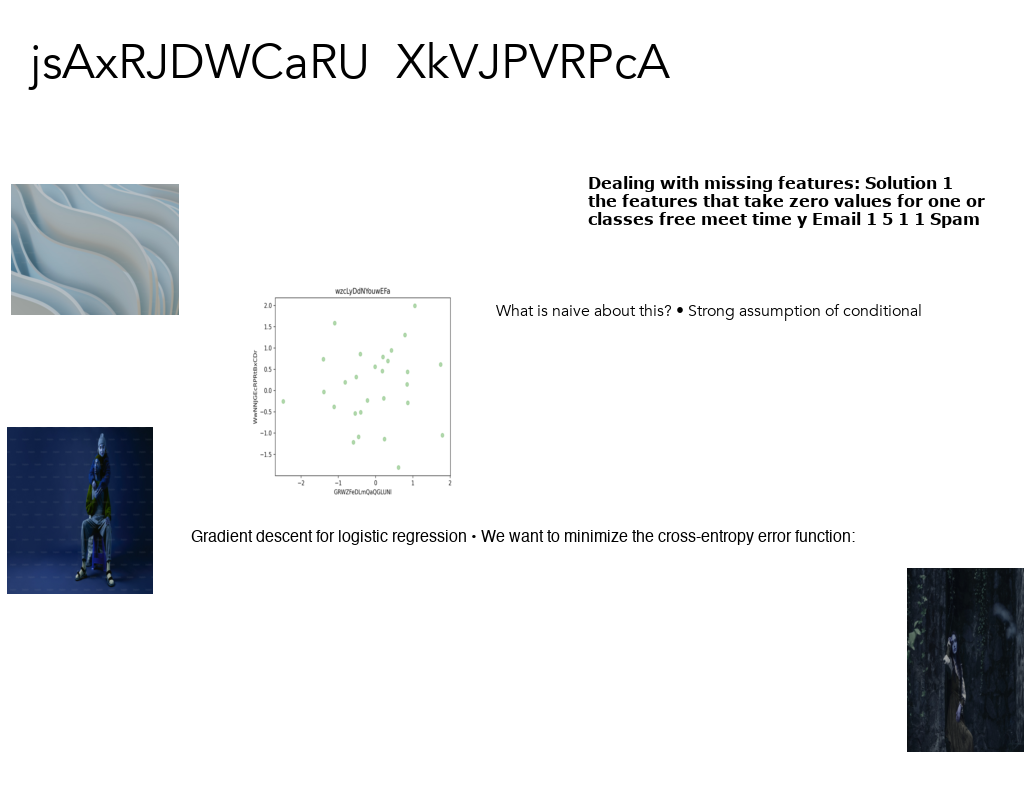 jsAxRJDWCaRU XkVJPVRPcA
Dealing with missing features: Solution 1
the features that take zero values for one or
classes free meet time y Email 1 5 1 1 Spam
wzcLyDdNYouwEFa
2.0
1.5
1.0
0.5
0.0
−0.5
−1.0
−1.5
−2 −1 0 1 2
What is naive about this? • Strong assumption of conditional
Gradient descent for logistic regression • We want to minimize the cross-entropy error function: